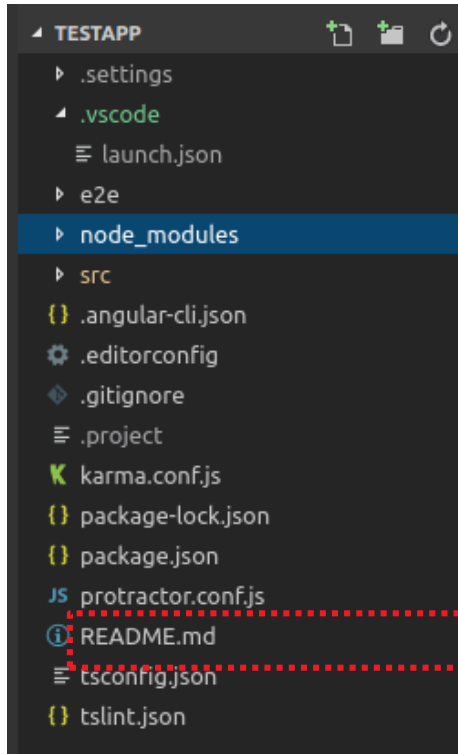 TESTAPP
.settings
.vscode
launch.json
e2e
node_modules
src
{} .angular-cli.json
.editorconfig
.gitignore
.project
karma.conf.js
{} package-lock.json
{} package.json
JS protractor.conf.js
README.md
tsconfig.json
{} tslint.json